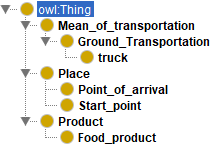 owl:Thing
Mean_of_transportation
Ground_Transportation
truck
Place
Point_of_arrival
Start_point
Product
Food_product